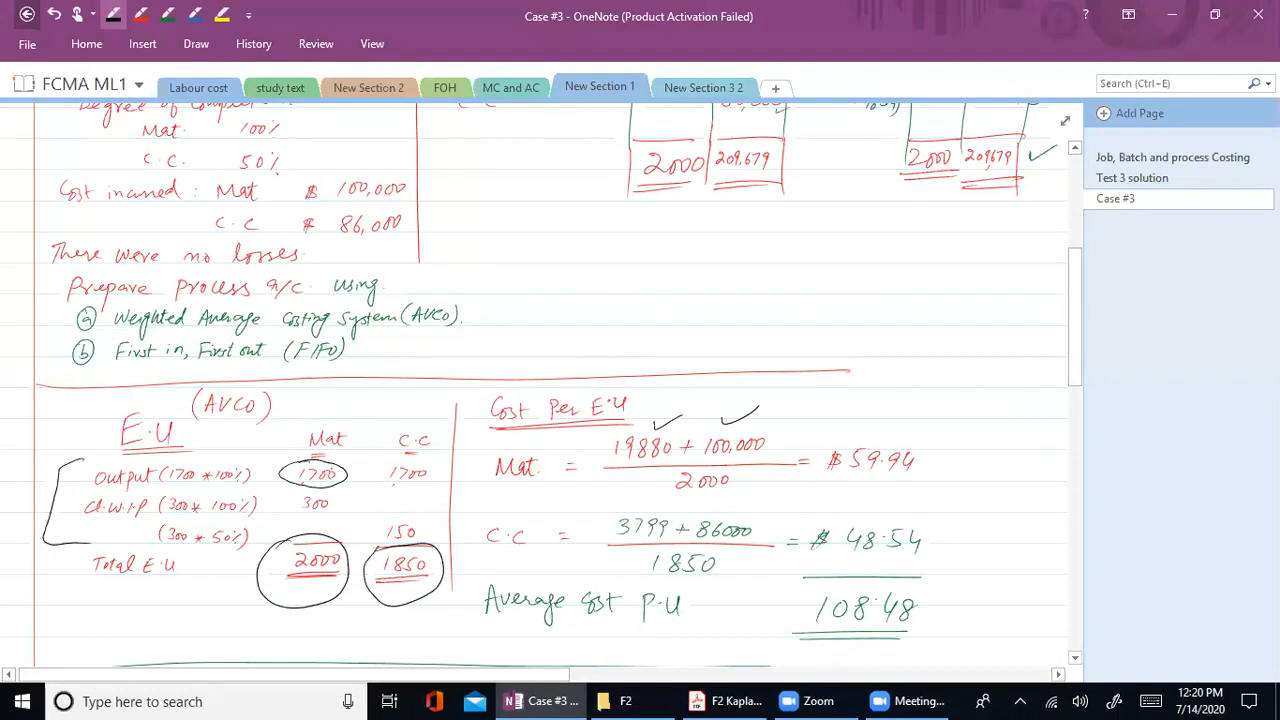 Case #3 - OneNote (Product Activation Failed)
File Home Insert Draw History Review View
FCMA ML1 Labour cost study text New Section 2 FOH MC and AC New Section 1 New Section 3 2
Search (Ctrl+E)
Add Page
Job, Batch and process Costing
Test 3 solution
Case #3
Mat. 100%
C.C. 50%
Cost incurred: Mat $ 100,000
C.C $ 86,000
There were no losses.
Prepare Process a/c. using
(a) Weighted Average Costing System (AVCO).
(b) First in, First out (FIFO)
2000 209,679
2000 209,679
(AVCO)
E.U
Mat C.C
Output (1700 * 100%) 1700 1700
Cl.W.I.P (300 * 100%) 300
(300 * 50%) 150
Total E.U 2000 1850
Cost Per E.U
Mat. = 19880 + 100,000 = $ 59.94
2000
C.C = 3799 + 86000 = $ 48.54
1850
Average Cost P.U 108.48
Type here to search
Case #3 ... F2 F2 Kapla... Zoom Meeting...
12:20 PM
7/14/2020